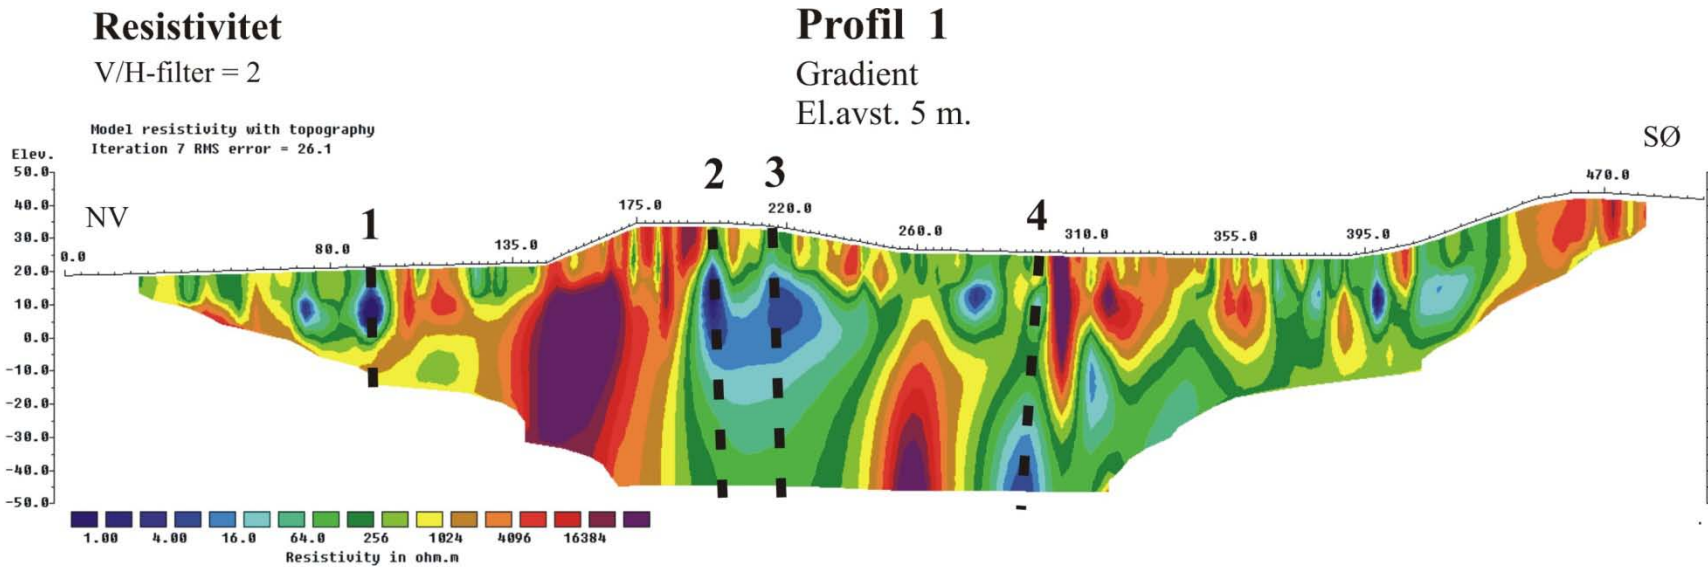 Resistivitet
V/H-filter = 2
Profil 1
Gradient
El.avst. 5 m.
Model resistivity with topography
Iteration 7 RMS error = 26.1
Elev.
50.0
40.0
30.0
20.0
10.0
0.0
-10.0
-20.0
-30.0
-40.0
-50.0
NV
SØ
1
2
3
4
0.0
80.0
135.0
175.0
220.0
260.0
310.0
355.0
395.0
470.0
1.00 4.00 16.0 64.0 256 1024 4096 16384
Resistivity in ohm.m